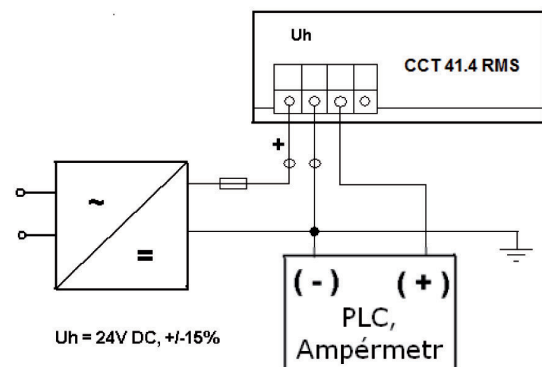 Uh
CCT 41.4 RMS
+
~
=
(-) (+)
PLC,
Ampérmetr
Uh = 24V DC, +/-15%